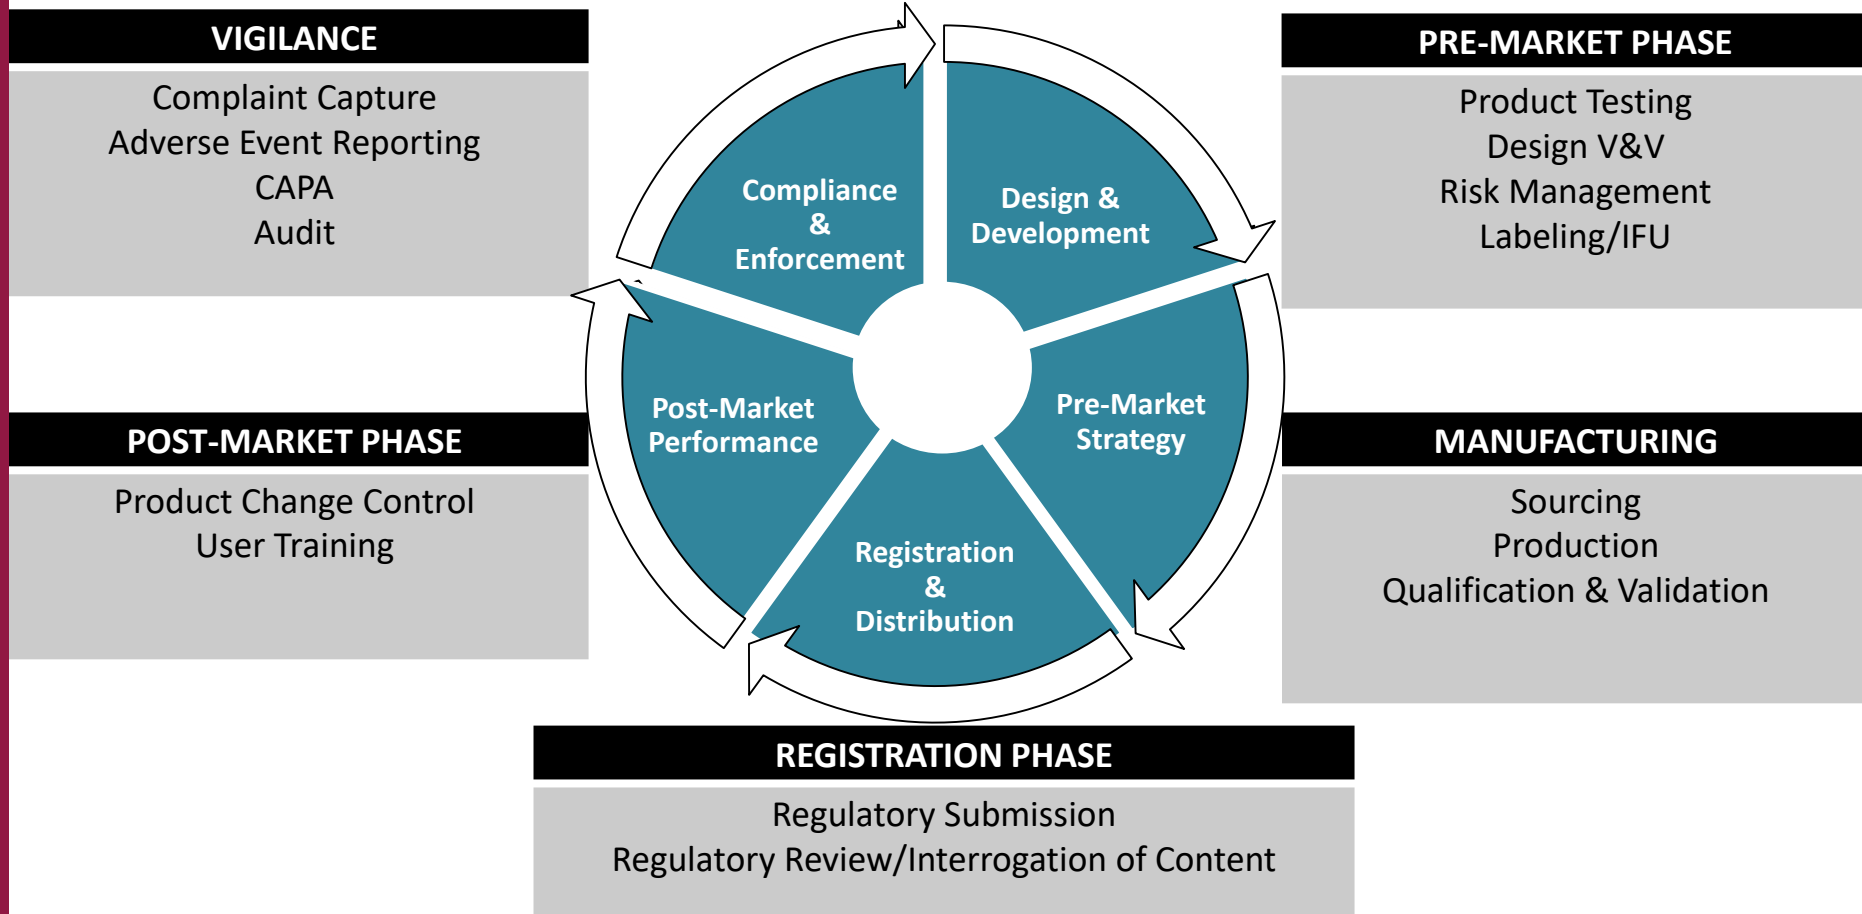 VIGILANCE
Complaint Capture
Adverse Event Reporting
CAPA
Audit
PRE-MARKET PHASE
Product Testing
Design V&V
Risk Management
Labeling/IFU
Compliance
&
Enforcement
Design &
Development
Post-Market
Performance
Pre-Market
Strategy
Registration
&
Distribution
POST-MARKET PHASE
Product Change Control
User Training
MANUFACTURING
Sourcing
Production
Qualification & Validation
REGISTRATION PHASE
Regulatory Submission
Regulatory Review/Interrogation of Content